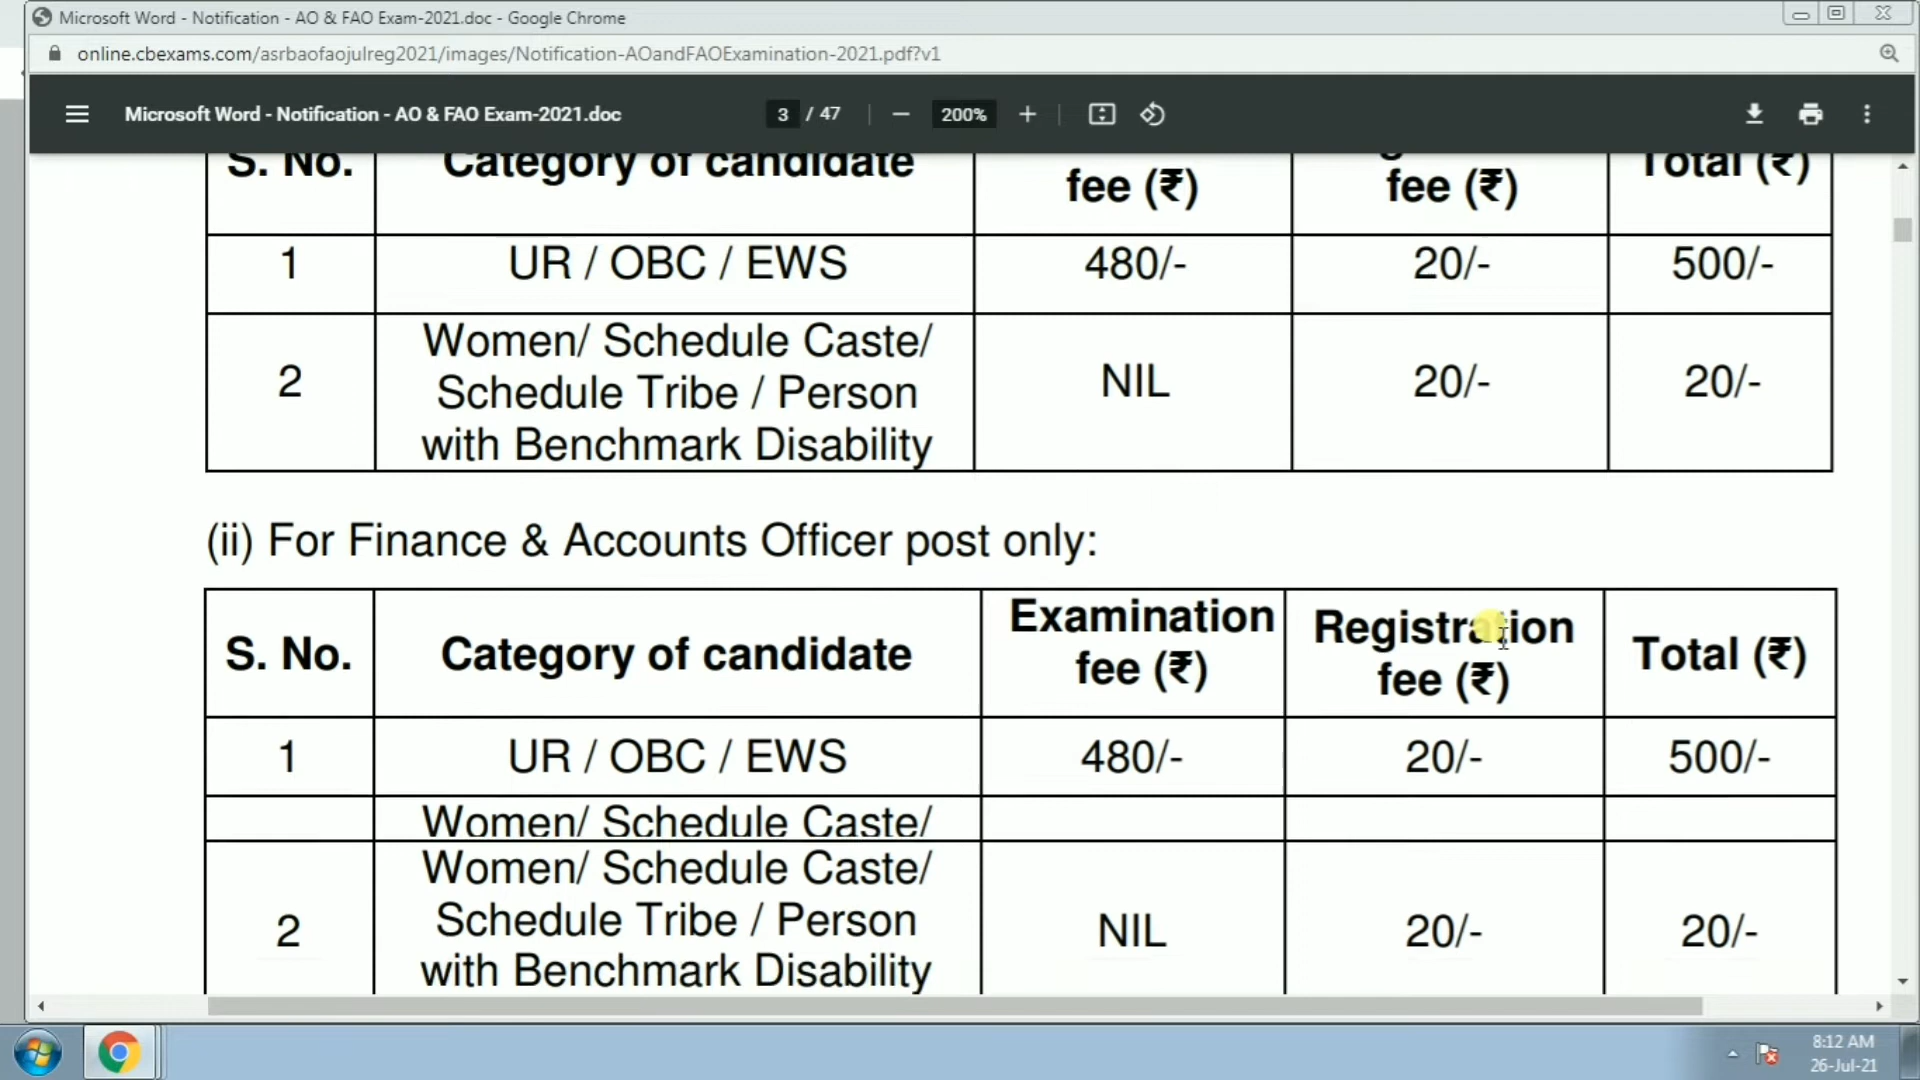 Microsoft Word - Notification - AO & FAO Exam-2021.doc - Google Chrome
online.cbexams.com/asrbaofaojulreg2021/images/Notification-AOandFAOExamination-2021.pdf?v1
Microsoft Word - Notification - AO & FAO Exam-2021.doc 3 / 47 − 200% +
S. No. Category of candidate fee (₹) fee (₹) Total (₹)
1 UR / OBC / EWS 480/- 20/- 500/-
Women/ Schedule Caste/
2 Schedule Tribe / Person NIL 20/- 20/-
with Benchmark Disability
(ii) For Finance & Accounts Officer post only:
S. No. Category of candidate Examination fee (₹) Registration fee (₹) Total (₹)
1 UR / OBC / EWS 480/- 20/- 500/-
Women/ Schedule Caste/
Women/ Schedule Caste/
2 Schedule Tribe / Person NIL 20/- 20/-
with Benchmark Disability
8:12 AM
26-Jul-21